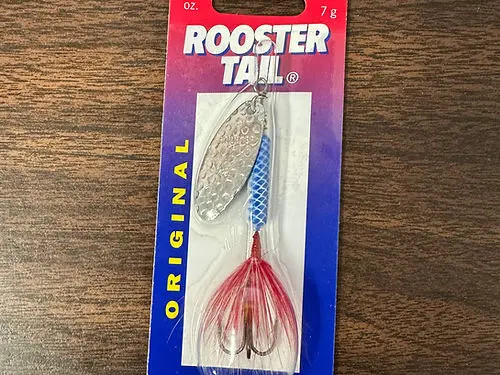 oz. 7 g
ROOSTER
TAIL®
ORIGINAL